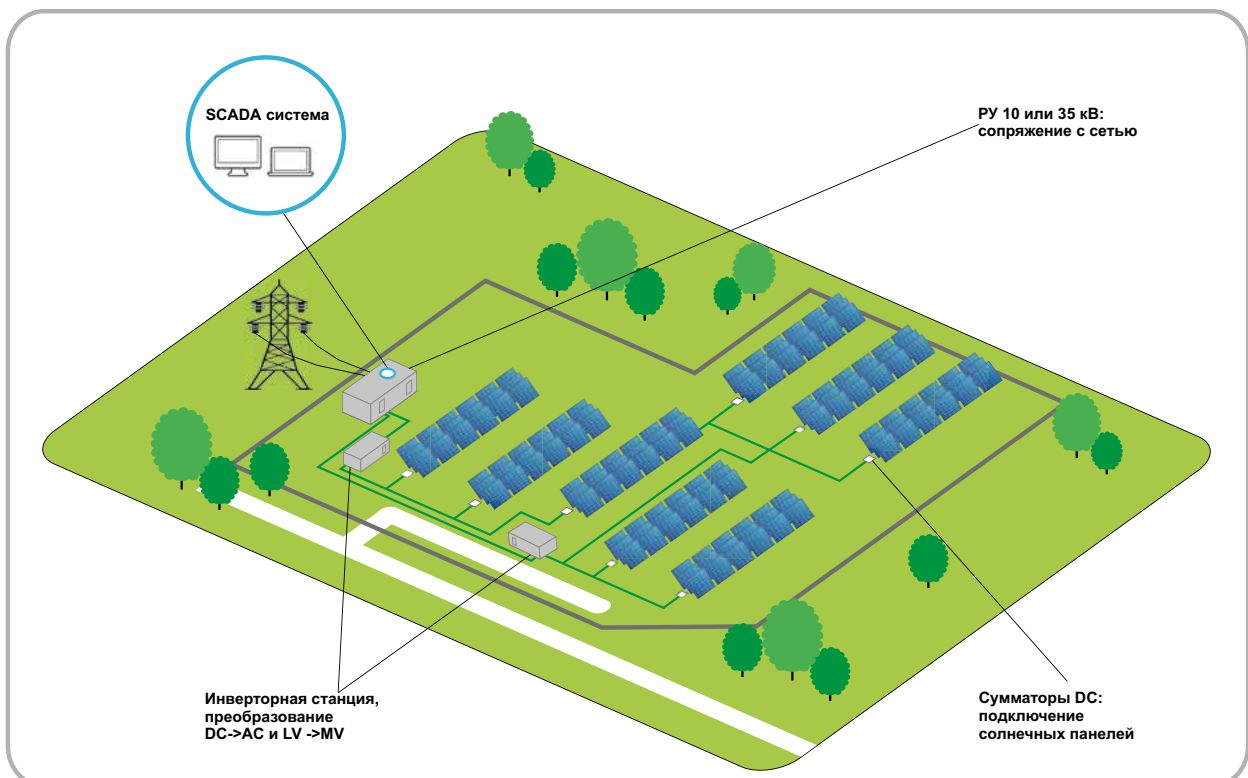 SCADA система
РУ 10 или 35 кВ:
сопряжение с сетью
Инверторная станция,
преобразование
DC->AC и LV ->MV
Сумматоры DC:
подключение
солнечных панелей